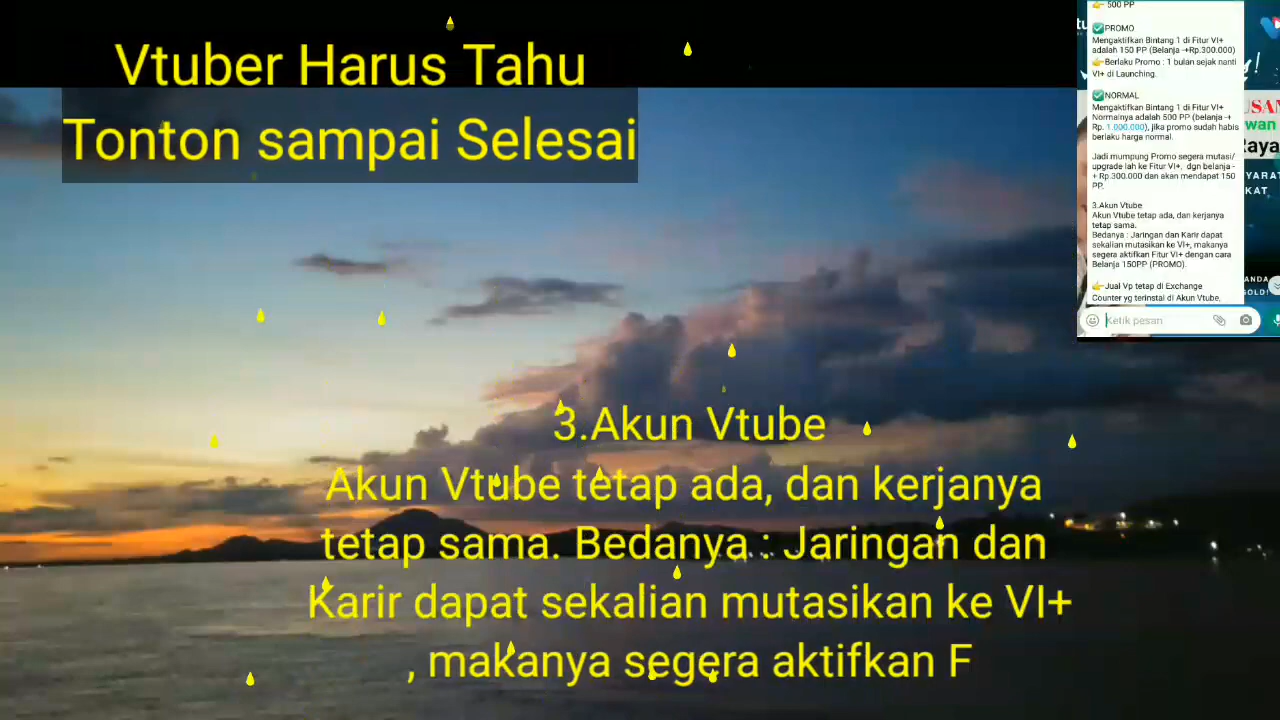 Vtuber Harus Tahu
Tonton sampai Selesai
👉 500 PP
✅PROMO
Mengaktifkan Bintang 1 di Fitur VI+
adalah 150 PP (Belanja →Rp.300.000)
👉Berlaku Promo : 1 bulan sejak nanti
VI+ di Launching.
✅NORMAL
Mengaktifkan Bintang 1 di Fitur VI+
Normalnya adalah 500 PP (belanja →
Rp. 1.000.000), jika promo sudah habis
berlaku harga normal.
Jadi mumpung Promo segera mutasi/
upgrade lah ke Fitur VI+, dgn belanja -
+ Rp.300.000 dan akan mendapat 150
PP.
3.Akun Vtube
Akun Vtube tetap ada, dan kerjanya
tetap sama.
Bedanya : Jaringan dan Karir dapat
sekalian mutasikan ke VI+, makanya
segera aktifkan Fitur VI+ dengan cara
Belanja 150PP (PROMO).
👉Jual Vp tetap di Exchange
Counter yg terinstal di Akun Vtube,
Ketik pesan
3.Akun Vtube
Akun Vtube tetap ada, dan kerjanya
tetap sama. Bedanya : Jaringan dan
Karir dapat sekalian mutasikan ke VI+
, makanya segera aktifkan F